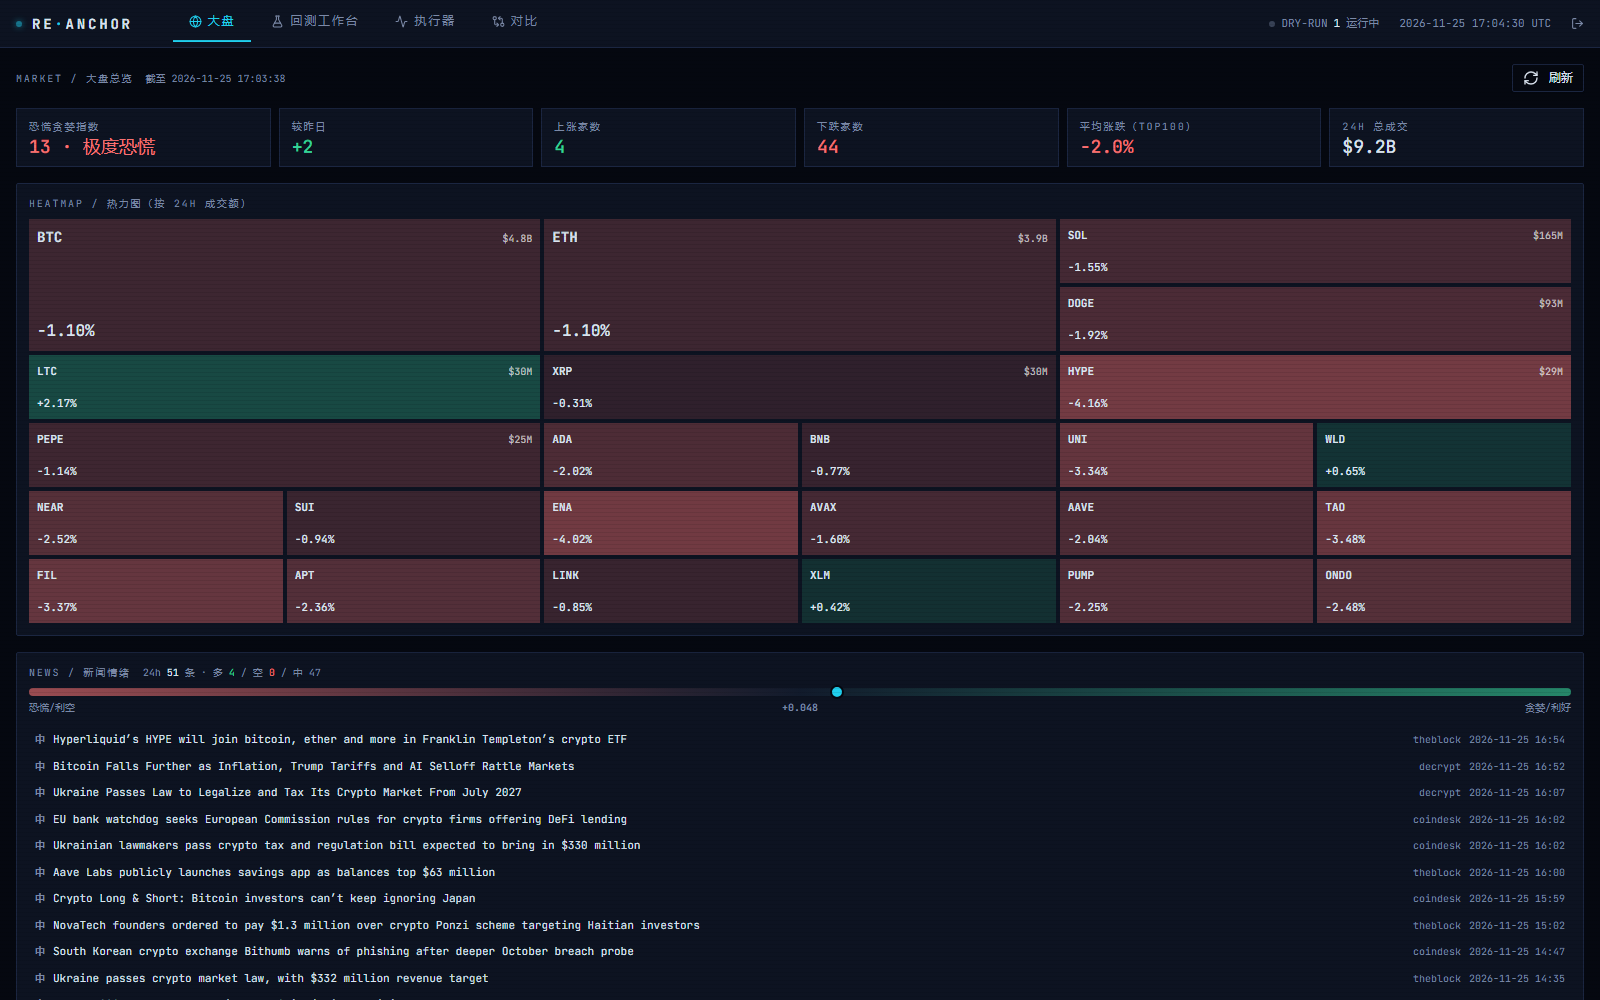 RE·ANCHOR
大盘
回测工作台
执行器
对比
DRY-RUN 1 运行中
2026-11-25 17:04:30 UTC
MARKET / 大盘总览 截至 2026-11-25 17:03:38
刷新
恐慌贪婪指数
13 · 极度恐慌
较昨日
+2
上涨家数
4
下跌家数
44
平均涨跌 (TOP100)
-2.0%
24H 总成交
$9.2B
HEATMAP / 热力图 (按 24H 成交额)
BTC $4.8B
-1.10%
ETH $3.9B
-1.10%
SOL $165M
-1.55%
DOGE $93M
-1.92%
LTC $30M
+2.17%
XRP $30M
-0.31%
HYPE $29M
-4.16%
PEPE $25M
-1.14%
ADA
-2.02%
BNB
-0.77%
UNI
-3.34%
WLD
+0.65%
NEAR
-2.52%
SUI
-0.94%
ENA
-4.02%
AVAX
-1.60%
AAVE
-2.04%
TAO
-3.48%
FIL
-3.37%
APT
-2.36%
LINK
-0.85%
XLM
+0.42%
PUMP
-2.25%
ONDO
-2.48%
NEWS / 新闻情绪 24h 51 条 · 多 4 / 空 0 / 中 47
恐慌/利空 +0.048 贪婪/利好
中 Hyperliquid’s HYPE will join bitcoin, ether and more in Franklin Templeton’s crypto ETF theblock 2026-11-25 16:54
中 Bitcoin Falls Further as Inflation, Trump Tariffs and AI Selloff Rattle Markets decrypt 2026-11-25 16:52
中 Ukraine Passes Law to Legalize and Tax Its Crypto Market From July 2027 decrypt 2026-11-25 16:07
中 EU bank watchdog seeks European Commission rules for crypto firms offering DeFi lending coindesk 2026-11-25 16:02
中 Ukrainian lawmakers pass crypto tax and regulation bill expected to bring in $330 million coindesk 2026-11-25 16:02
中 Aave Labs publicly launches savings app as balances top $63 million theblock 2026-11-25 16:00
中 Crypto Long & Short: Bitcoin investors can’t keep ignoring Japan coindesk 2026-11-25 15:59
中 NovaTech founders ordered to pay $1.3 million over crypto Ponzi scheme targeting Haitian investors theblock 2026-11-25 15:02
中 South Korean crypto exchange Bithumb warns of phishing after deeper October breach probe coindesk 2026-11-25 14:47
中 Ukraine passes crypto market law, with $332 million revenue target theblock 2026-11-25 14:35